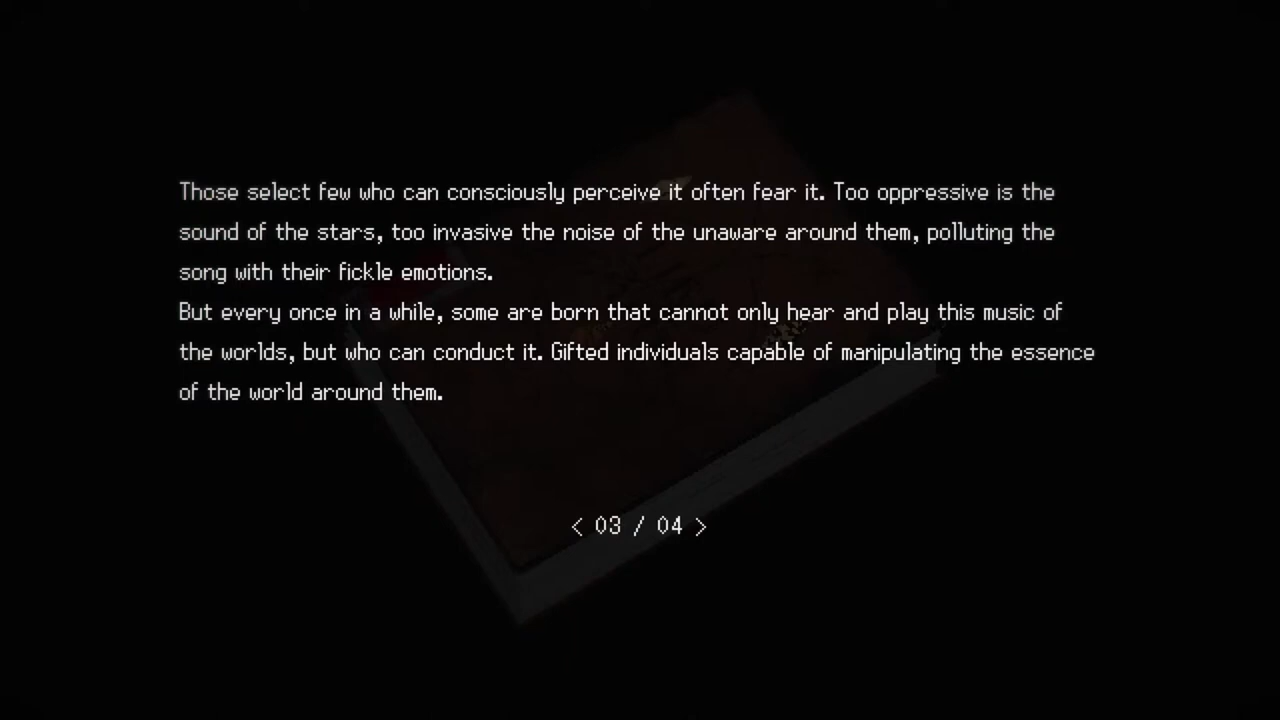 Those select few who can consciously perceive it often fear it. Too oppressive is the
sound of the stars, too invasive the noise of the unaware around them, polluting the
song with their fickle emotions.
But every once in a while, some are born that cannot only hear and play this music of
the worlds, but who can conduct it. Gifted individuals capable of manipulating the essence
of the world around them.
< 03 / 04 >